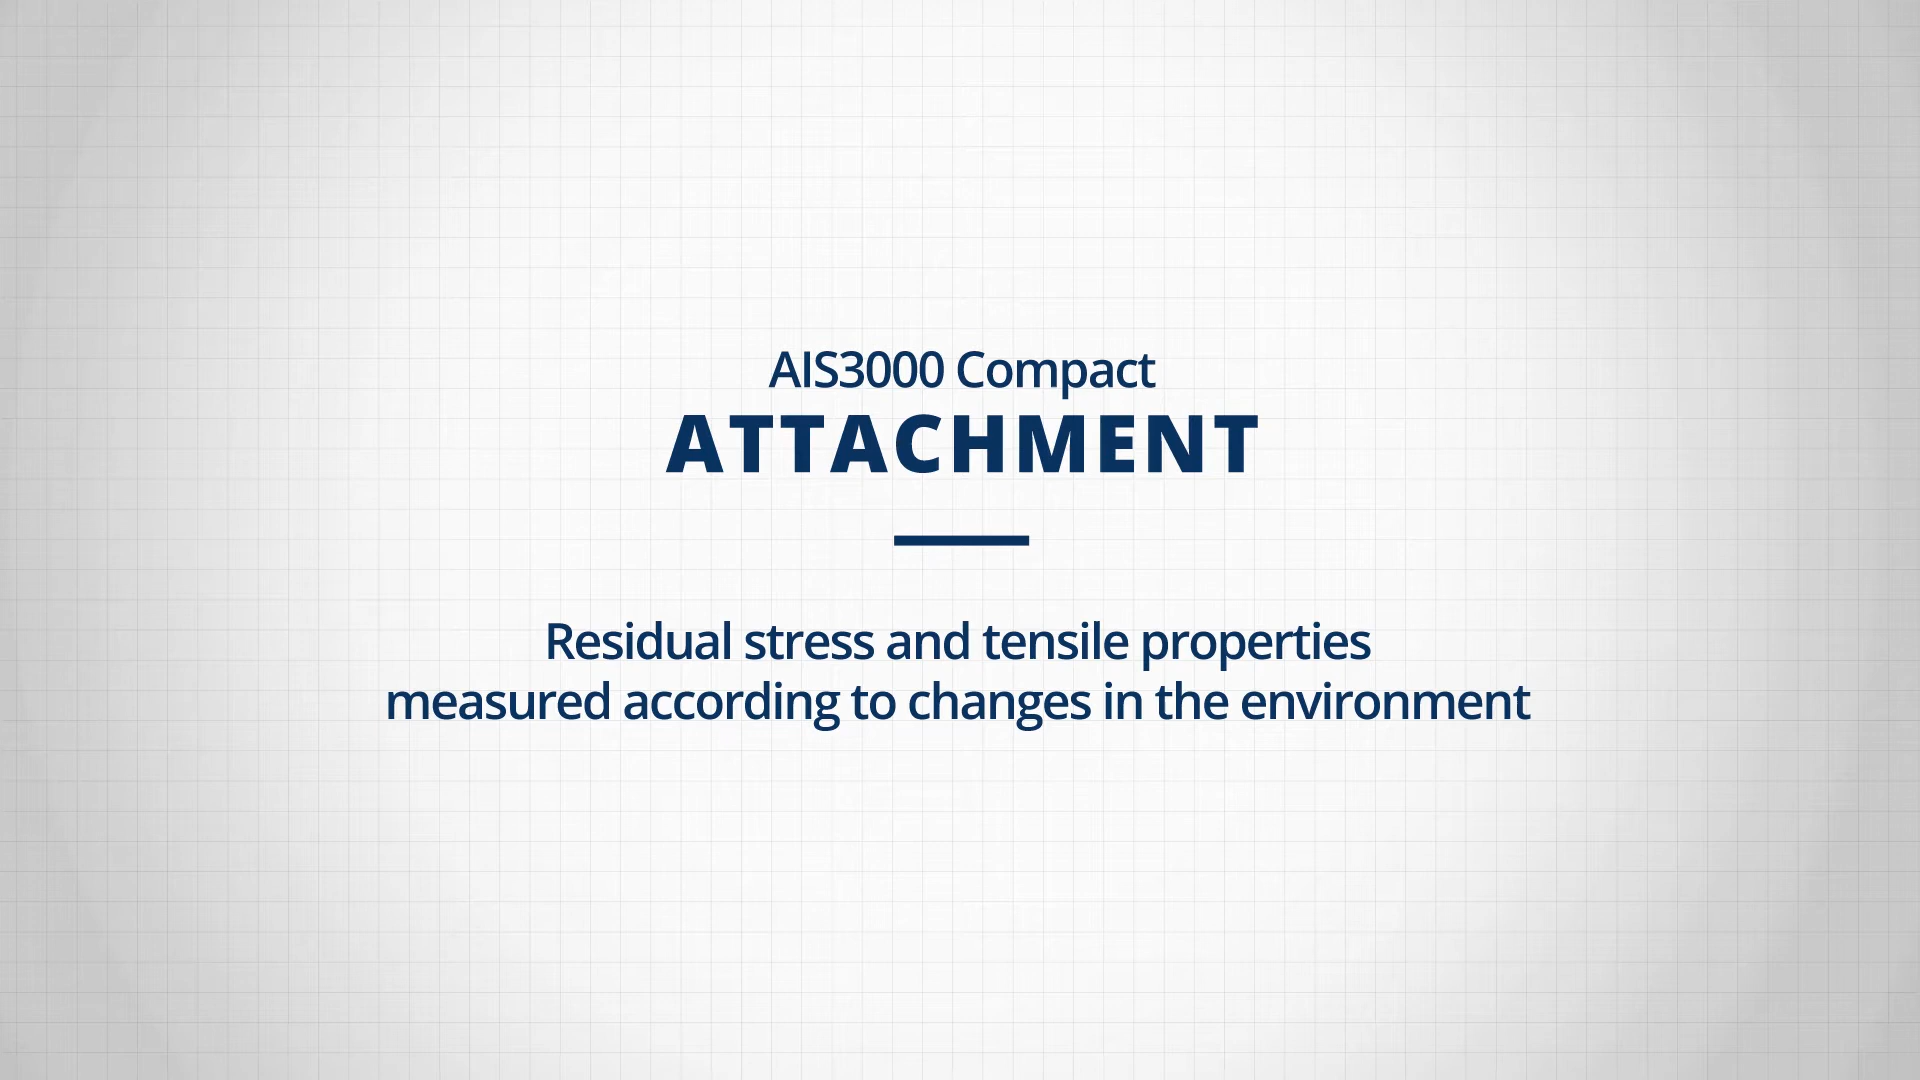 AIS3000 Compact
ATTACHMENT
Residual stress and tensile properties
measured according to changes in the environment